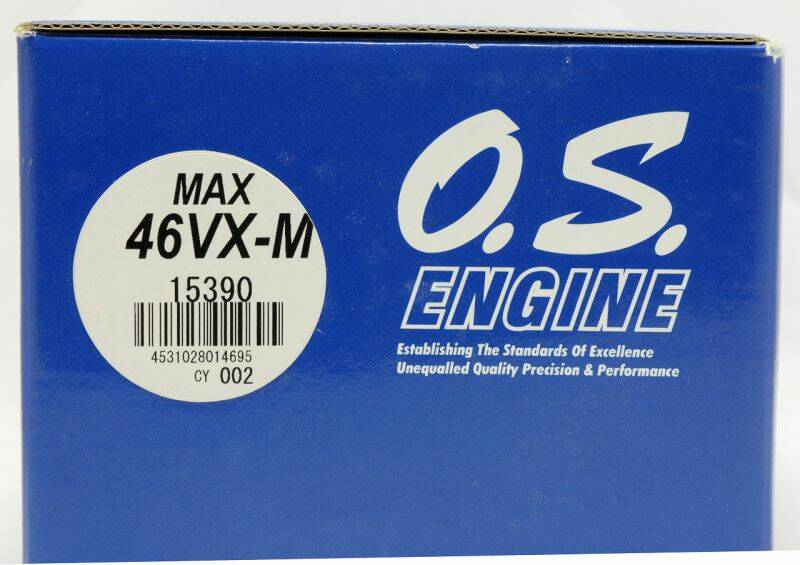 MAX
46VX-M
15390
4531028014695
CY 002
O.S.
ENGINE
Establishing The Standards Of Excellence
Unequalled Quality Precision & Performance